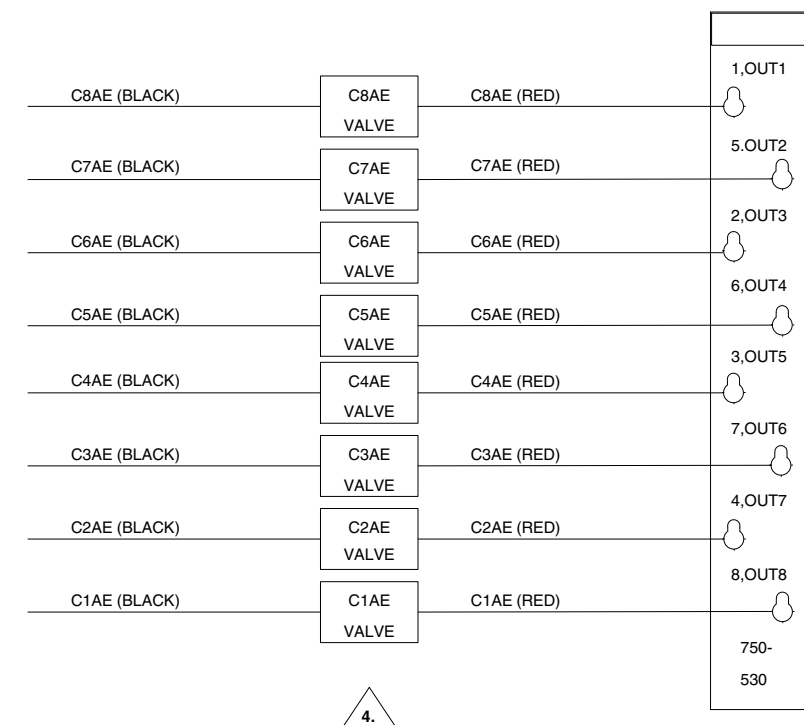 1,OUT1
C8AE (BLACK) C8AE C8AE (RED)
VALVE
5.OUT2
C7AE (BLACK) C7AE C7AE (RED)
VALVE
2,OUT3
C6AE (BLACK) C6AE C6AE (RED)
VALVE
6,OUT4
C5AE (BLACK) C5AE C5AE (RED)
VALVE
3,OUT5
C4AE (BLACK) C4AE C4AE (RED)
VALVE
7,OUT6
C3AE (BLACK) C3AE C3AE (RED)
VALVE
4,OUT7
C2AE (BLACK) C2AE C2AE (RED)
VALVE
8,OUT8
C1AE (BLACK) C1AE C1AE (RED)
VALVE
750-
530
4.